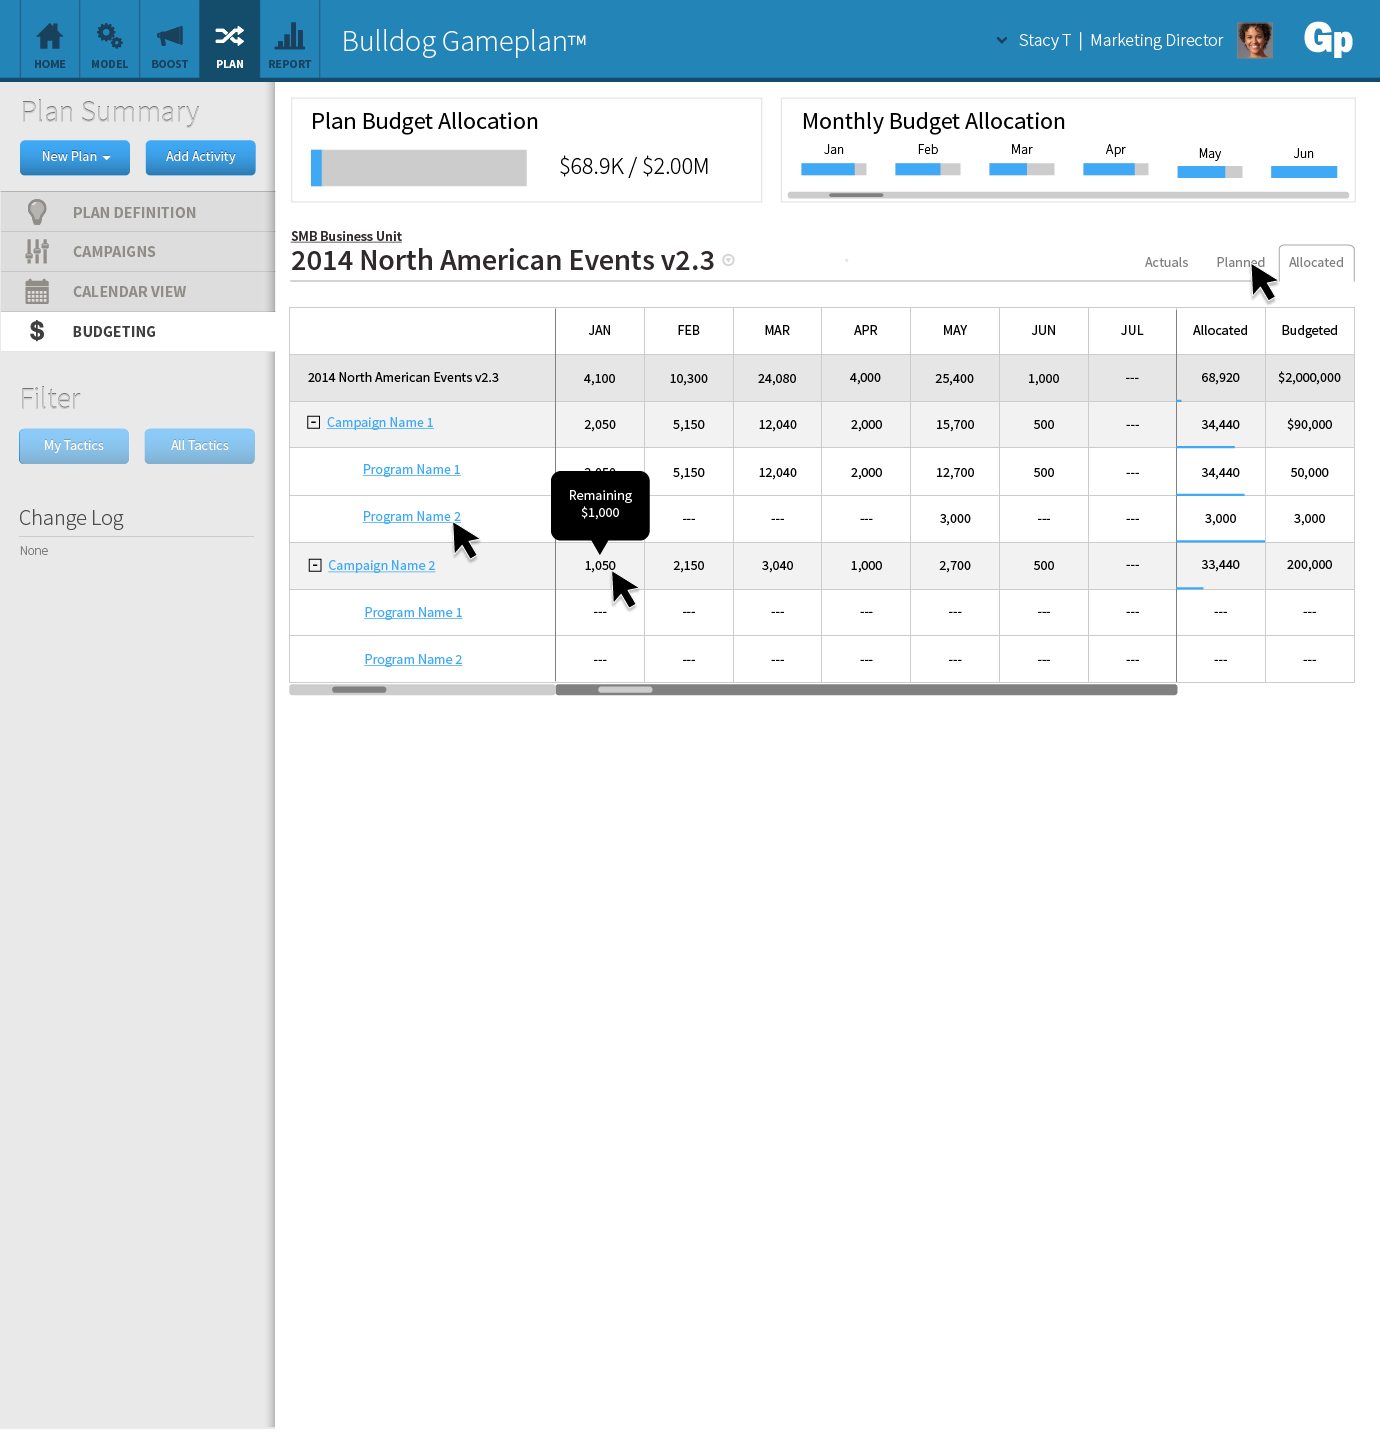 HOME MODEL BOOST PLAN REPORT
Bulldog Gameplan™
Stacy T | Marketing Director
Gp
Plan Summary
New Plan
Add Activity
PLAN DEFINITION
CAMPAIGNS
CALENDAR VIEW
$ BUDGETING
Filter
My Tactics
All Tactics
Change Log
None
Plan Budget Allocation
$68.9K / $2.00M
Monthly Budget Allocation
Jan Feb Mar Apr May Jun
SMB Business Unit
2014 North American Events v2.3
Actuals Planned Allocated
JAN FEB MAR APR MAY JUN JUL Allocated Budgeted
2014 North American Events v2.3 4,100 10,300 24,080 4,000 25,400 1,000 --- 68,920 $2,000,000
Campaign Name 1 2,050 5,150 12,040 2,000 15,700 500 --- 34,440 $90,000
Program Name 1 2,050 5,150 12,040 2,000 12,700 500 --- 34,440 50,000
Remaining
$1,000
Program Name 2 --- --- --- 3,000 --- --- 3,000 3,000
Campaign Name 2 1,050 2,150 3,040 1,000 2,700 500 --- 33,440 200,000
Program Name 1 --- --- --- --- --- --- --- --- ---
Program Name 2 --- --- --- --- --- --- --- --- ---